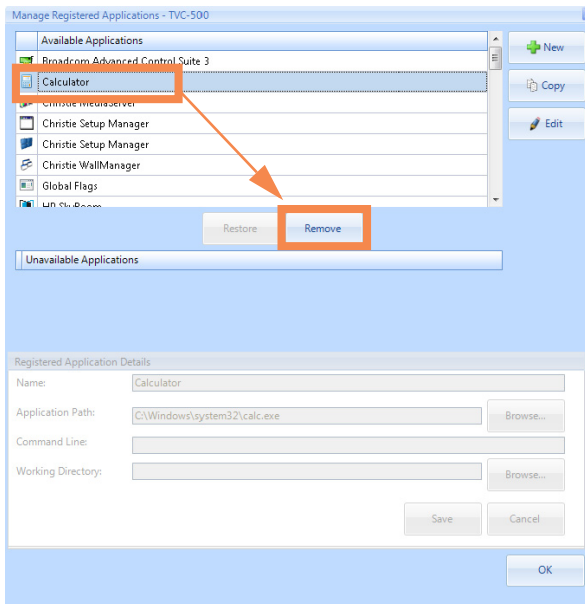 Manage Registered Applications - TVC-500
Available Applications
Broadcom Advanced Control Suite 3
Calculator
Christie MediaServer
Christie Setup Manager
Christie Setup Manager
Christie WallManager
Global Flags
HP SkyRoom
New
Copy
Edit
Restore
Remove
Unavailable Applications
Registered Application Details
Name:
Calculator
Application Path:
C:\Windows\system32\calc.exe
Browse...
Command Line:
Working Directory:
Browse...
Save
Cancel
OK